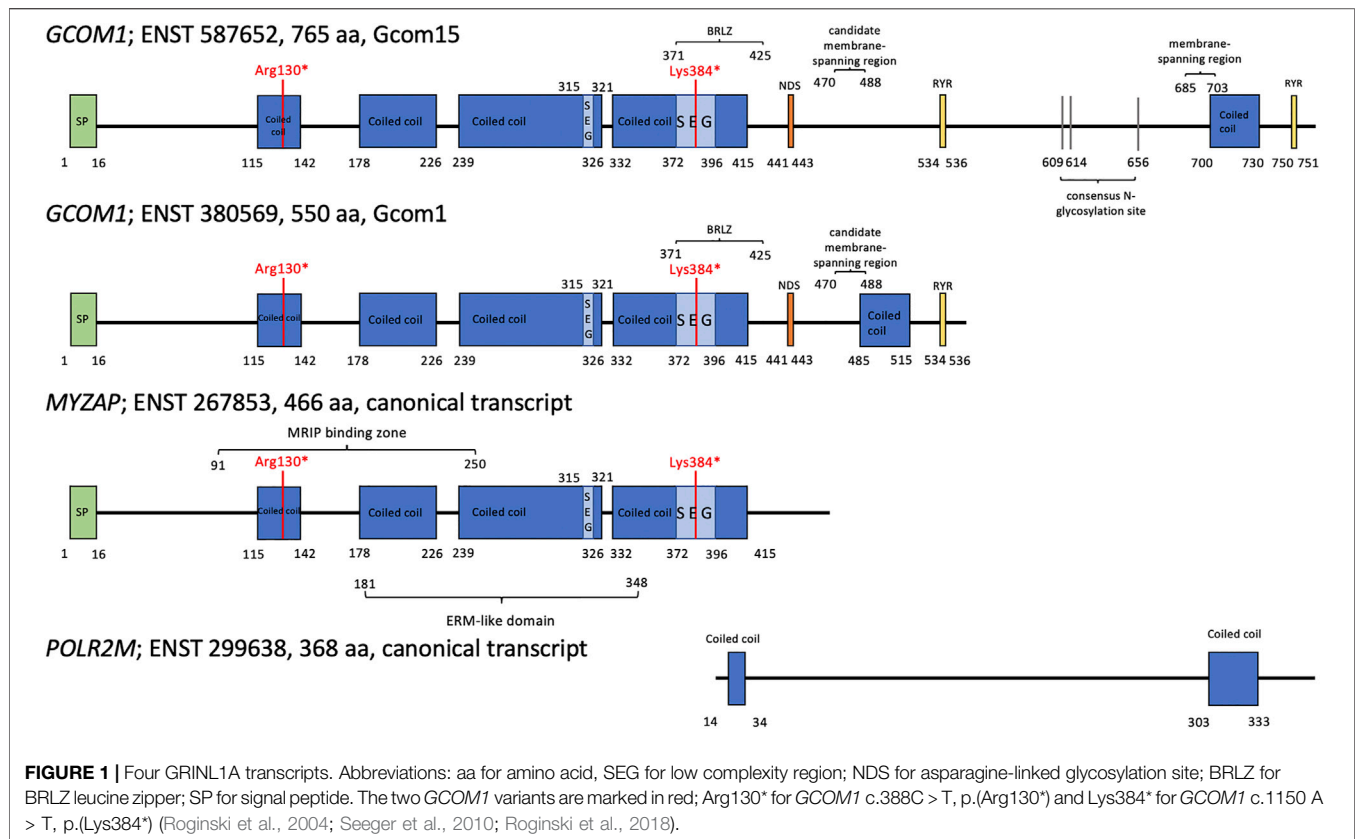 GCOM1; ENST 587652, 765 aa, Gcom15
BRLZ
371 425
candidate
membrane-
spanning region
470 488
membrane-
spanning region
685 703
Arg130*
315 321
Lys384*
NDS
RYR
RYR
SP
Coiled coil
Coiled coil
Coiled coil
S E G
Coiled coil
S E G
Coiled coil
1 16 115 142 178 226 239 326 332 372 396 415 441 443 534 536 609 614 656 700 730 750 751
consensus N-
glycosylation site
GCOM1; ENST 380569, 550 aa, Gcom1
BRLZ
371 425
candidate
membrane-
spanning region
470 488
Arg130*
315 321
Lys384*
NDS
RYR
SP
Coiled coil
Coiled coil
Coiled coil
S E G
Coiled coil
S E G
Coiled coil
1 16 115 142 178 226 239 326 332 372 396 415 441 443 485 515 534 536
MYZAP; ENST 267853, 466 aa, canonical transcript
MRIP binding zone
91 250
Arg130*
315 321
Lys384*
SP
Coiled coil
Coiled coil
Coiled coil
S E G
Coiled coil
S E G
1 16 115 142 178 226 239 326 332 372 396 415
181 348
ERM-like domain
POLR2M; ENST 299638, 368 aa, canonical transcript
Coiled coil
Coiled coil
14 34 303 333
FIGURE 1 | Four GRINL1A transcripts. Abbreviations: aa for amino acid, SEG for low complexity region; NDS for asparagine-linked glycosylation site; BRLZ for
BRLZ leucine zipper; SP for signal peptide. The two GCOM1 variants are marked in red; Arg130* for GCOM1 c.388C > T, p.(Arg130*) and Lys384* for GCOM1 c.1150 A
> T, p.(Lys384*) (Roginski et al., 2004; Seeger et al., 2010; Roginski et al., 2018).